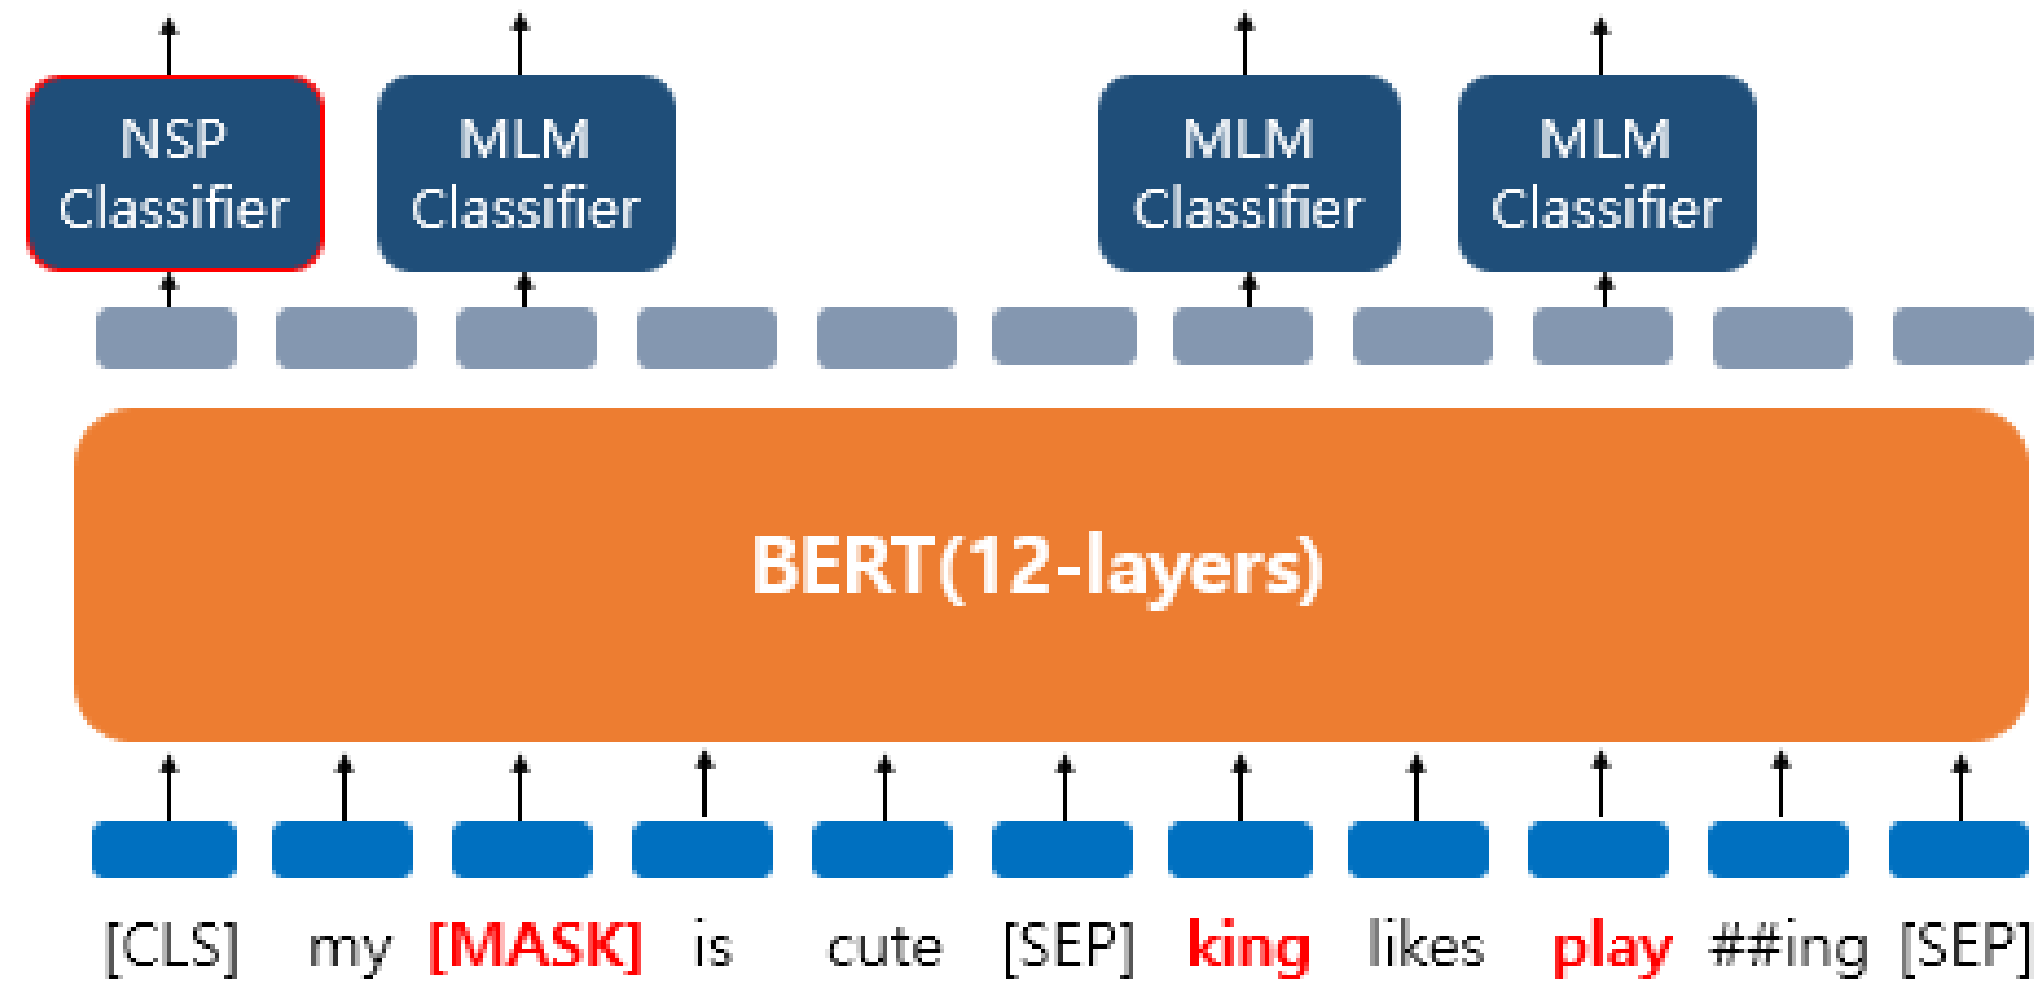 NSP
Classifier
MLM
Classifier
MLM
Classifier
MLM
Classifier
BERT(12-layers)
[CLS] my [MASK] is cute [SEP] king likes play ##ing [SEP]